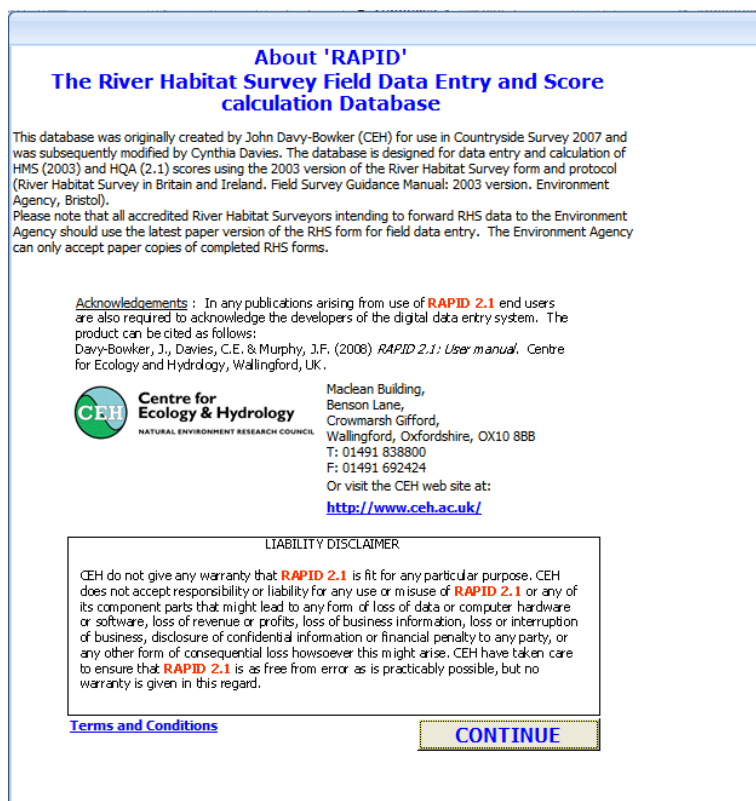 About 'RAPID'
The River Habitat Survey Field Data Entry and Score
calculation Database
This database was originally created by John Davy-Bowker (CEH) for use in Countryside Survey 2007 and
was subsequently modified by Cynthia Davies. The database is designed for data entry and calculation of
HMS (2003) and HQA (2.1) scores using the 2003 version of the River Habitat Survey form and protocol
(River Habitat Survey in Britain and Ireland. Field Survey Guidance Manual: 2003 version. Environment
Agency, Bristol).
Please note that all accredited River Habitat Surveyors intending to forward RHS data to the Environment
Agency should use the latest paper version of the RHS form for field data entry. The Environment Agency
can only accept paper copies of completed RHS forms.
Acknowledgements : In any publications arising from use of RAPID 2.1 end users
are also required to acknowledge the developers of the digital data entry system. The
product can be cited as follows:
Davy-Bowker, J., Davies, C.E. & Murphy, J.F. (2008) RAPID 2.1: User manual. Centre
for Ecology and Hydrology, Wallingford, UK.
CEH
Centre for
Ecology & Hydrology
NATURAL ENVIRONMENT RESEARCH COUNCIL
Maclean Building,
Benson Lane,
Crowmarsh Gifford,
Wallingford, Oxfordshire, OX10 8BB
T: 01491 838800
F: 01491 692424
Or visit the CEH web site at:
http://www.ceh.ac.uk/
LIABILITY DISCLAIMER
CEH do not give any warranty that RAPID 2.1 is fit for any particular purpose. CEH
does not accept responsibility or liability for any use or misuse of RAPID 2.1 or any of
its component parts that might lead to any form of loss of data or computer hardware
or software, loss of revenue or profits, loss of business information, loss or interruption
of business, disclosure of confidential information or financial penalty to any party, or
any other form of consequential loss howsoever this might arise. CEH have taken care
to ensure that RAPID 2.1 is as free from error as is practicably possible, but no
warranty is given in this regard.
Terms and Conditions
CONTINUE